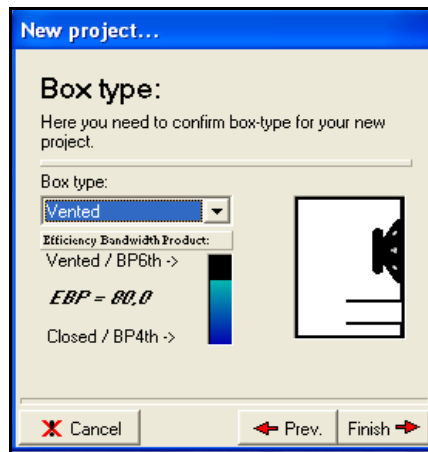 New project...
Box type:
Here you need to confirm box-type for your new
project.
Box type:
Vented
Efficiency Bandwidth Product:
Vented / BP6th ->
EBP = 80,0
Closed / BP4th ->
Cancel
Prev.
Finish